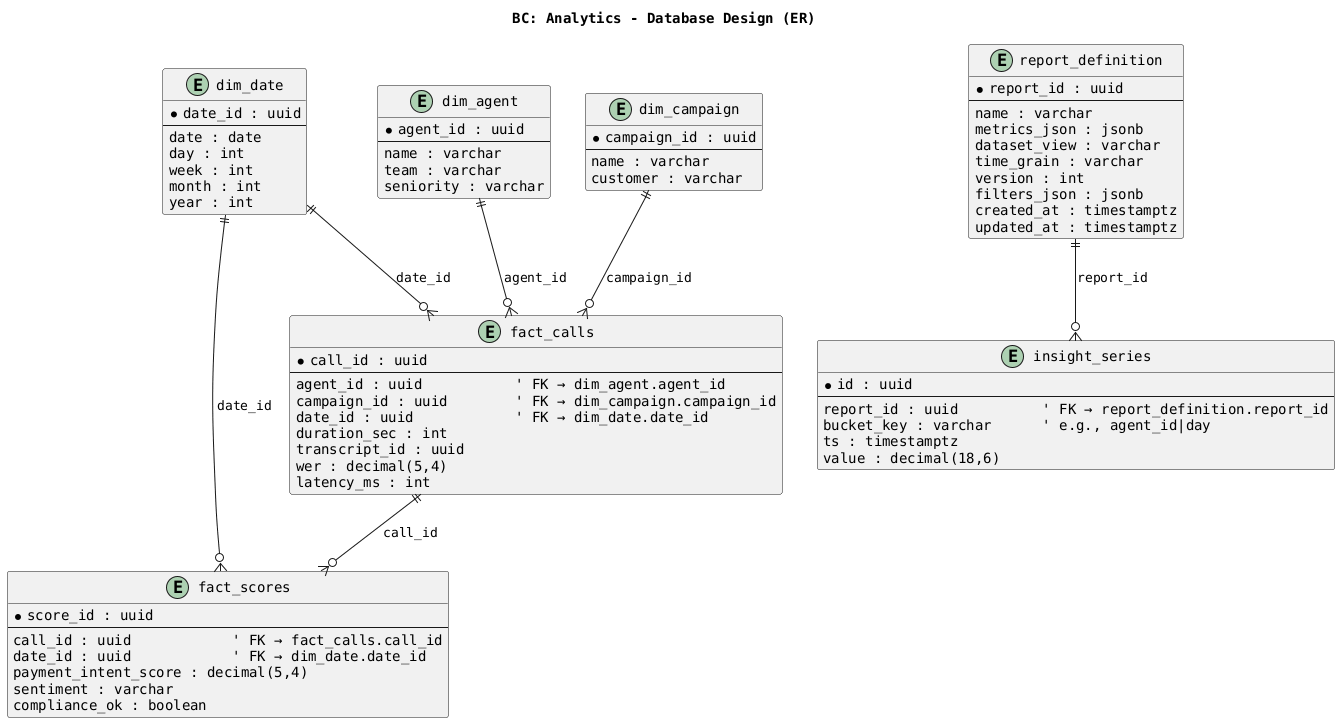 BC: Analytics - Database Design (ER)
E dim_date
date_id : uuid
date : date
day : int
week : int
month : int
year : int
E dim_agent
agent_id : uuid
name : varchar
team : varchar
seniority : varchar
E dim_campaign
campaign_id : uuid
name : varchar
customer : varchar
E report_definition
report_id : uuid
name : varchar
metrics_json : jsonb
dataset_view : varchar
time_grain : varchar
version : int
filters_json : jsonb
created_at : timestamptz
updated_at : timestamptz
date_id
agent_id
campaign_id
report_id
E fact_calls
call_id : uuid
agent_id : uuid ' FK → dim_agent.agent_id
campaign_id : uuid ' FK → dim_campaign.campaign_id
date_id : uuid ' FK → dim_date.date_id
duration_sec : int
transcript_id : uuid
wer : decimal(5,4)
latency_ms : int
E insight_series
id : uuid
report_id : uuid ' FK → report_definition.report_id
bucket_key : varchar ' e.g., agent_id|day
ts : timestamptz
value : decimal(18,6)
date_id
call_id
E fact_scores
score_id : uuid
call_id : uuid ' FK → fact_calls.call_id
date_id : uuid ' FK → dim_date.date_id
payment_intent_score : decimal(5,4)
sentiment : varchar
compliance_ok : boolean